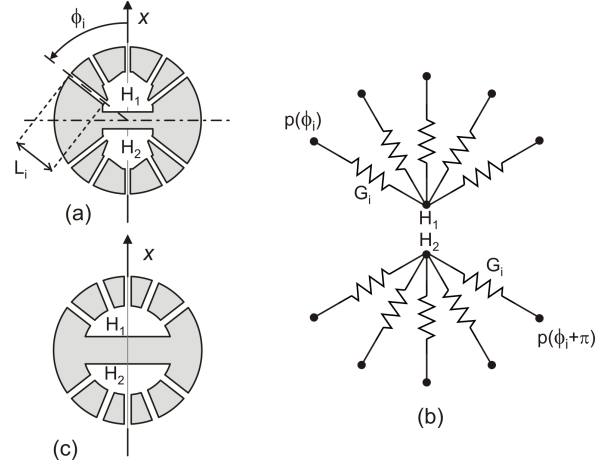 ϕi
x
H1
H2
Li
(a)
x
H1
H2
(c)
p(ϕi)
Gi
H1
H2
Gi
p(ϕi+π)
(b)